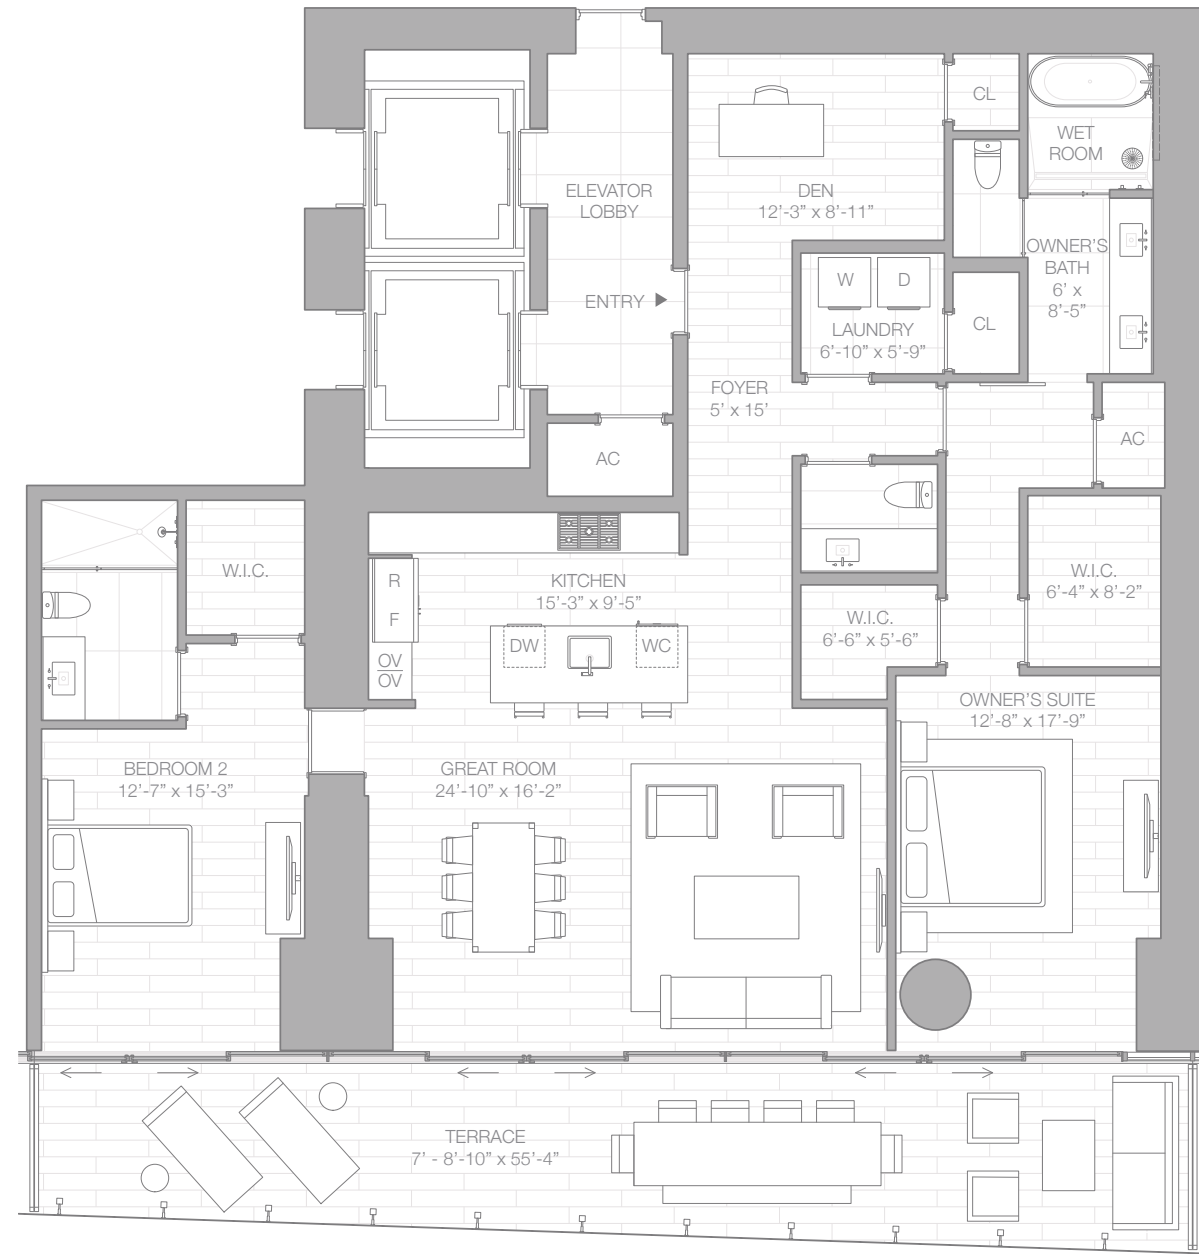 CL
WET
ROOM
ELEVATOR
LOBBY
DEN
12'-3” x 8'-11”
OWNER'S
BATH
6' x
8'-5”
W
D
ENTRY
CL
LAUNDRY
6'-10” x 5'-9”
FOYER
5' x 15'
AC
AC
W.I.C.
R
F
KITCHEN
15'-3” x 9'-5”
W.I.C.
6'-4” x 8'-2”
W.I.C.
6'-6” x 5'-6”
DW
WC
OV
OV
OWNER'S SUITE
12'-8” x 17'-9”
BEDROOM 2
12'-7” x 15'-3”
GREAT ROOM
24'-10” x 16'-2”
TERRACE
7' - 8'-10” x 55'-4”